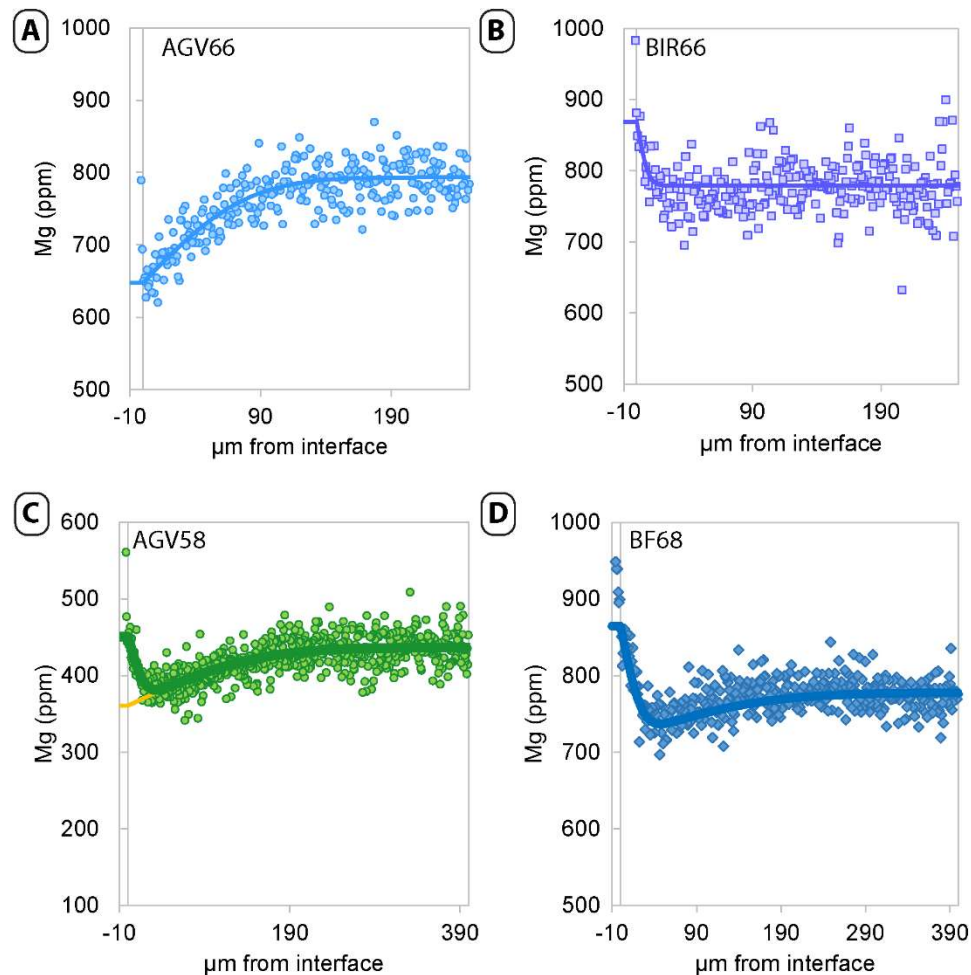 A
AGV66
1000
900
800
700
600
500
Mg (ppm)
-10 90 190
µm from interface
B
BIR66
1000
900
800
700
600
500
Mg (ppm)
-10 90 190
µm from interface
C
AGV58
600
500
400
300
200
100
Mg (ppm)
-10 190 390
µm from interface
D
BF68
1000
900
800
700
600
500
Mg (ppm)
-10 90 190 290 390
µm from interface